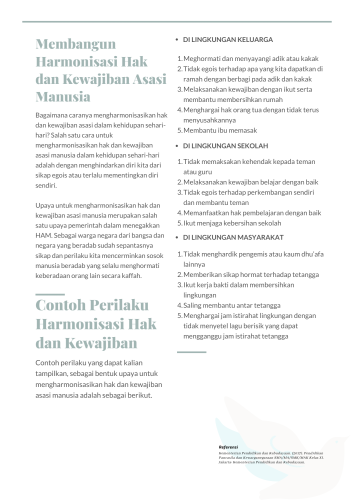 Membangun
Harmonisasi Hak
dan Kewajiban Asasi
Manusia
Bagaimana caranya mengharmonisasikan hak
dan kewajiban asasi dalam kehidupan sehari-
hari? Salah satu cara untuk
mengharmonisasikan hak dan kewajiban
asasi manusia dalam kehidupan sehari-hari
adalah dengan menghindarkan diri kita dari
sikap egois atau terlalu mementingkan diri
sendiri.
Upaya untuk mengharmonisasikan hak dan
kewajiban asasi manusia merupakan salah
satu upaya pemerintah dalam menegakkan
HAM. Sebagai warga negara dari bangsa dan
negara yang beradab sudah sepantasnya
sikap dan perilaku kita mencerminkan sosok
manusia beradab yang selalu menghormati
keberadaan orang lain secara kaffah.
Contoh Perilaku
Harmonisasi Hak
dan Kewajiban
Contoh perilaku yang dapat kalian
tampilkan, sebagai bentuk upaya untuk
mengharmonisasikan hak dan kewajiban
asasi manusia adalah sebagai berikut.
• DI LINGKUNGAN KELUARGA
1. Meghormati dan menyayangi adik atau kakak
2. Tidak egois terhadap apa yang kita dapatkan di
ramah dengan berbagi pada adik dan kakak
3. Melaksanakan kewajiban dengan ikut serta
membantu membersihkan rumah
4. Menghargai hak orang tua dengan tidak terus
menyusahkannya
5. Membantu ibu memasak
• DI LINGKUNGAN SEKOLAH
1. Tidak memaksakan kehendak kepada teman
atau guru
2. Melaksanakan kewajiban belajar dengan baik
3. Tidak egois terhadap perkembangan sendiri
dan membantu teman
4. Memanfaatkan hak pembelajaran dengan baik
5. Ikut menjaga kebersihan sekolah
• DI LINGKUNGAN MASYARAKAT
1. Tidak menghardik pengemis atau kaum dhu'afa
lainnya
2. Memberikan sikap hormat terhadap tetangga
3. Ikut kerja bakti dalam membersihkan
lingkungan
4. Saling membantu antar tetangga
5. Menghargai jam istirahat lingkungan dengan
tidak menyetel lagu berisik yang dapat
mengganggu jam istirahat tetangga
Referensi
Kementerian Pendidikan dan Kebudayaan. (2017). Pendidikan
Pancasila dan Kewarganegaraan SMA/MA/SMK/MAK Kelas XI.
Jakarta: Kementerian Pendidikan dan Kebudayaan.